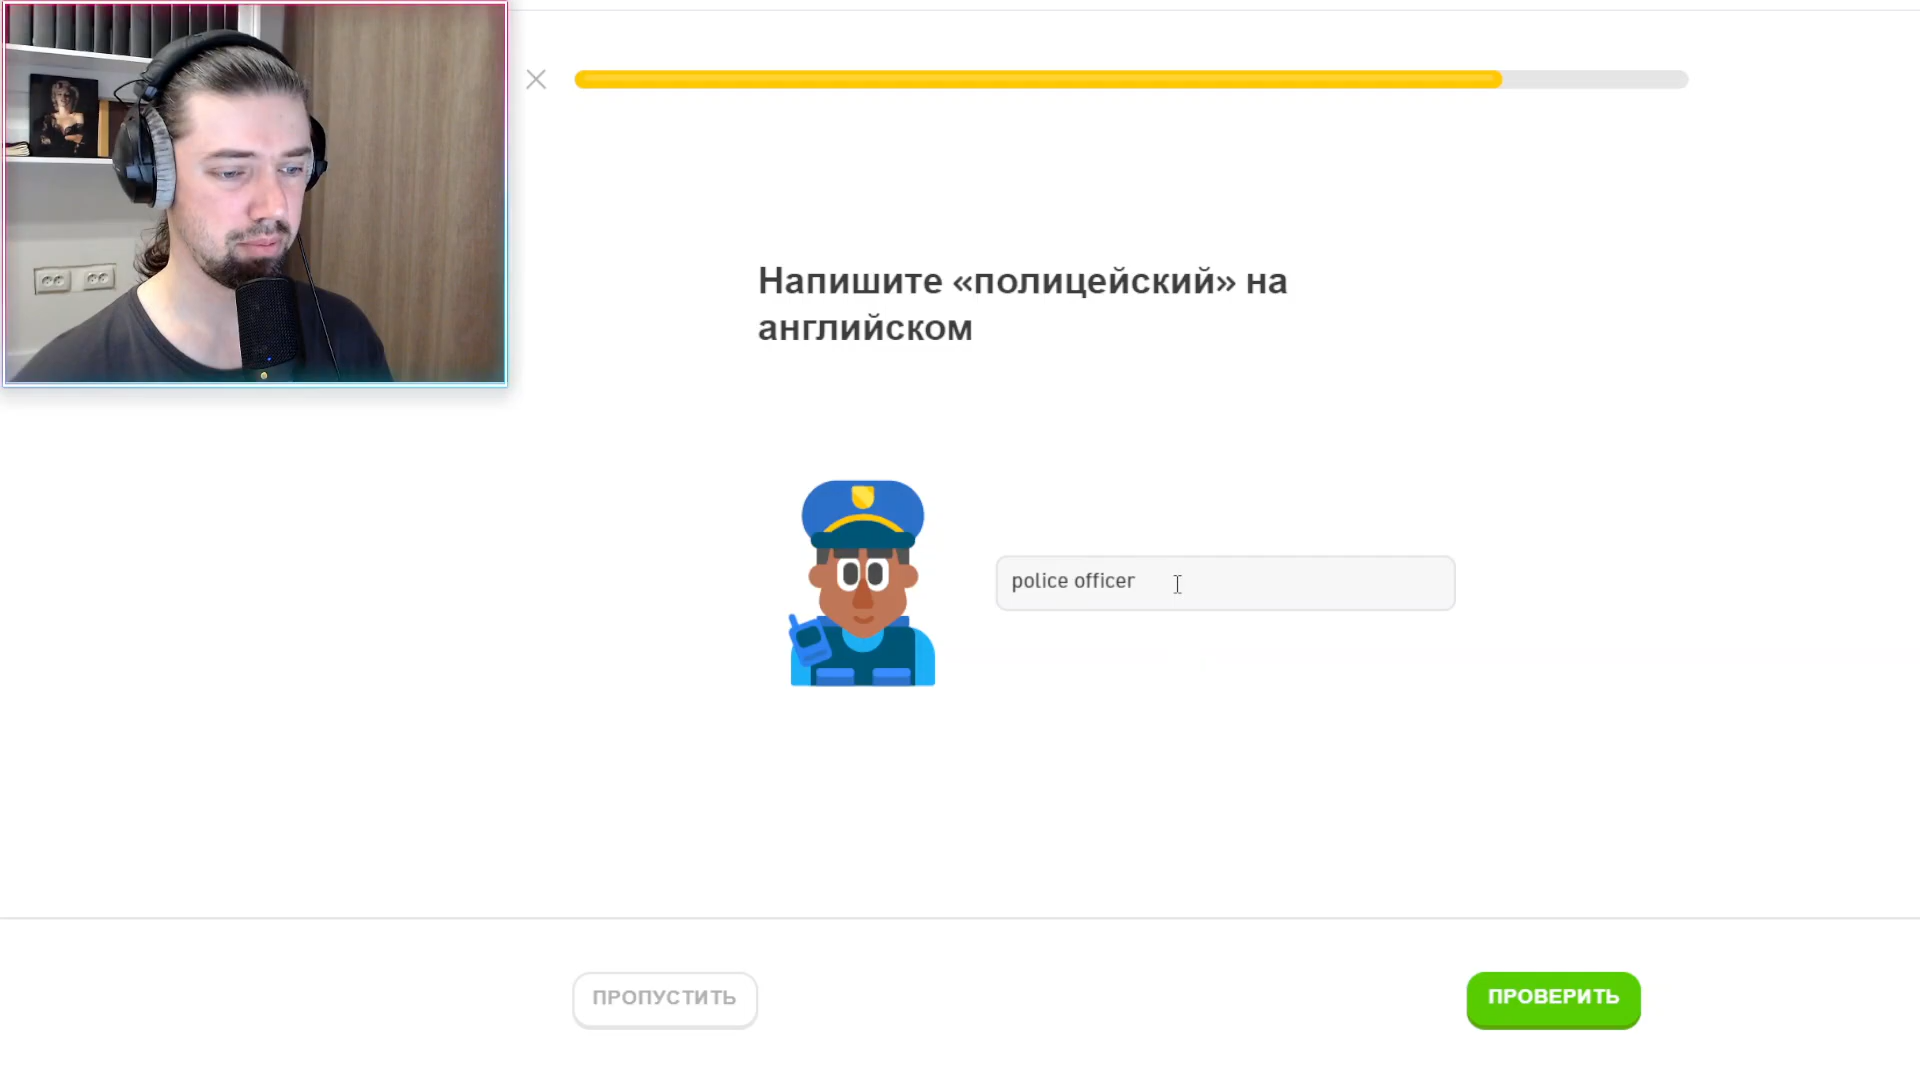 Напишите «полицейский» на
английском
police officer
ПРОПУСТИТЬ
ПРОВЕРИТЬ